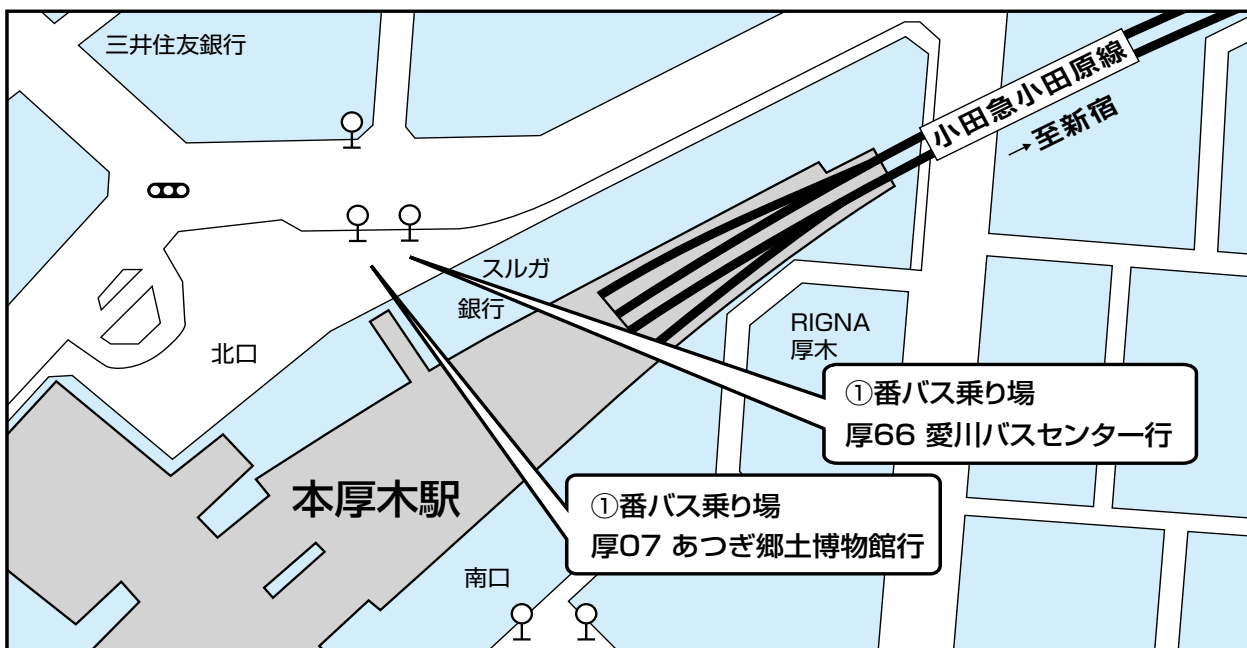 三井住友銀行
小田急小田原線
→至新宿
スルガ
銀行
北口
RIGNA
厚木
①番バス乗り場
厚66 愛川バスセンター行
本厚木駅
①番バス乗り場
厚07 あつぎ郷土博物館行
南口